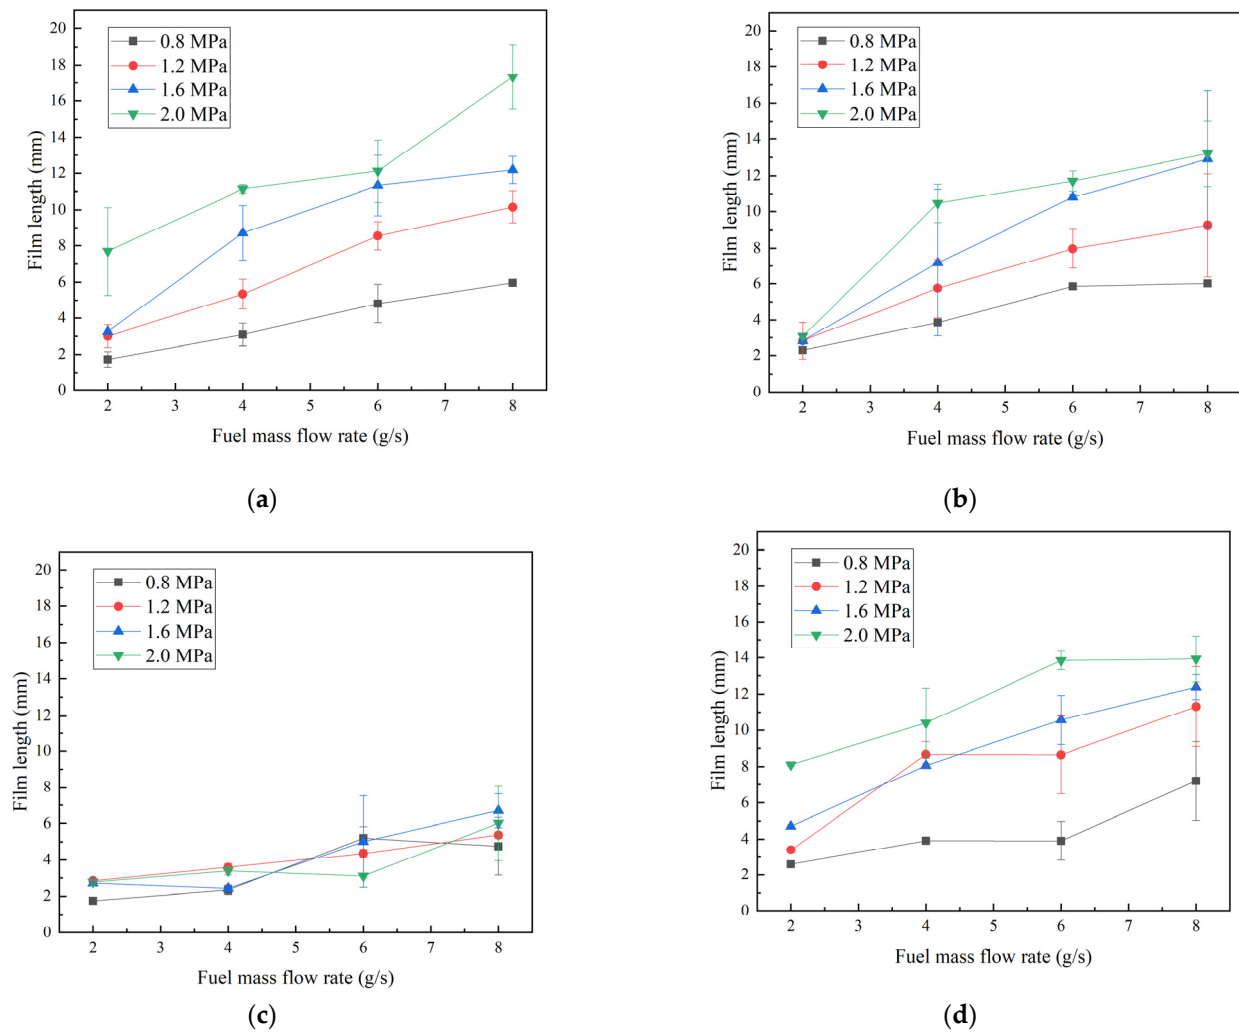 20
18
16
14
12
10
8
6
4
2
0
Film length (mm)
0.8 MPa
1.2 MPa
1.6 MPa
2.0 MPa
2 3 4 5 6 7 8
Fuel mass flow rate (g/s)
(a)
20
18
16
14
12
10
8
6
4
2
0
Film length (mm)
0.8 MPa
1.2 MPa
1.6 MPa
2.0 MPa
2 3 4 5 6 7 8
Fuel mass flow rate (g/s)
(b)
20
18
16
14
12
10
8
6
4
2
0
Film length (mm)
0.8 MPa
1.2 MPa
1.6 MPa
2.0 MPa
2 3 4 5 6 7 8
Fuel mass flow rate (g/s)
(c)
20
18
16
14
12
10
8
6
4
2
0
Film length (mm)
0.8 MPa
1.2 MPa
1.6 MPa
2.0 MPa
2 3 4 5 6 7 8
Fuel mass flow rate (g/s)
(d)